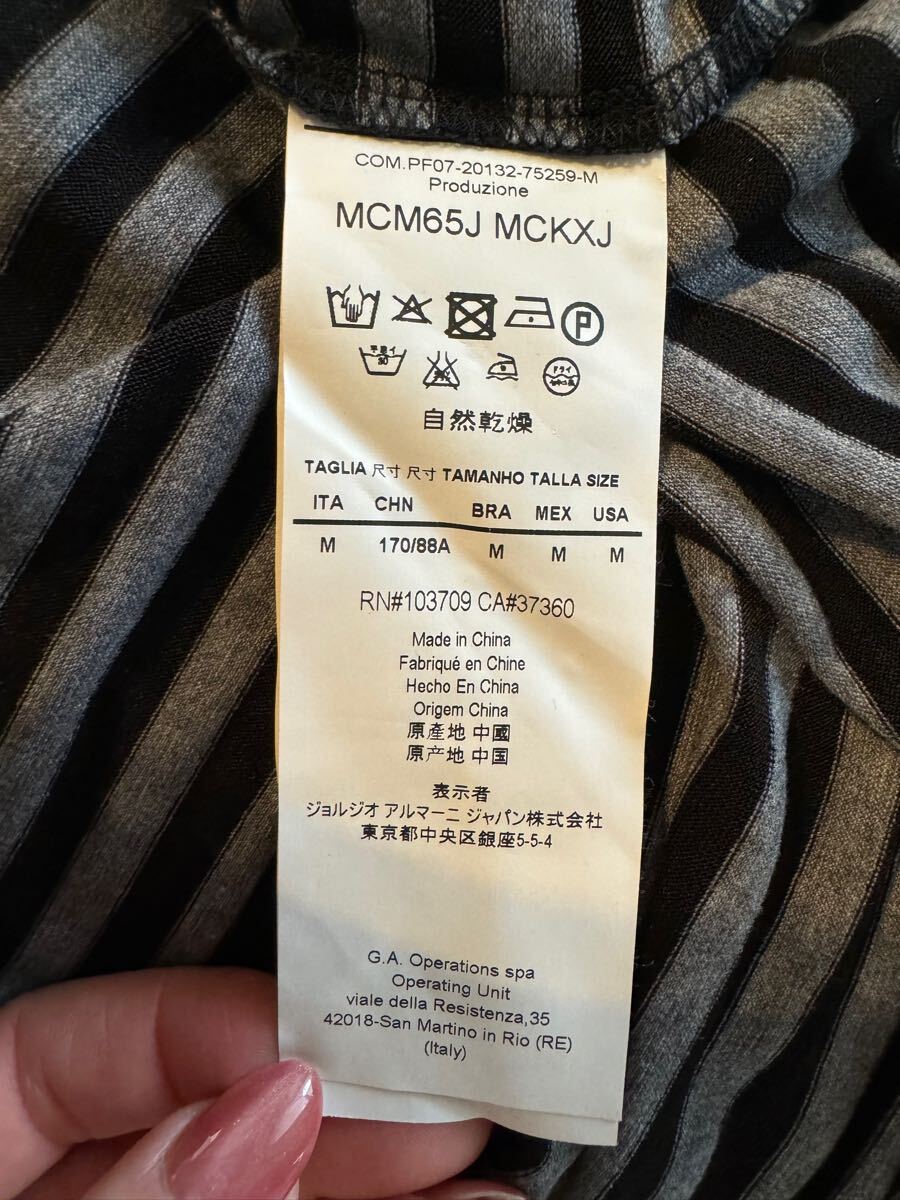 COM.PF07-20132-75259-M
Produzione
MCM65J MCKXJ
P
自然乾燥
TAGLIA 尺寸 尺寸 TAMANHO TALLA SIZE
ITA CHN BRA MEX USA
M 170/88A M M M
RN#103709 CA#37360
Made in China
Fabriqué en Chine
Hecho En China
Origem China
原產地 中國
原产地 中国
表示者
ジョルジオ アルマーニ ジャパン株式会社
東京都中央区銀座5-5-4
G.A. Operations spa
Operating Unit
viale della Resistenza,35
42018-San Martino in Rio (RE)
(Italy)